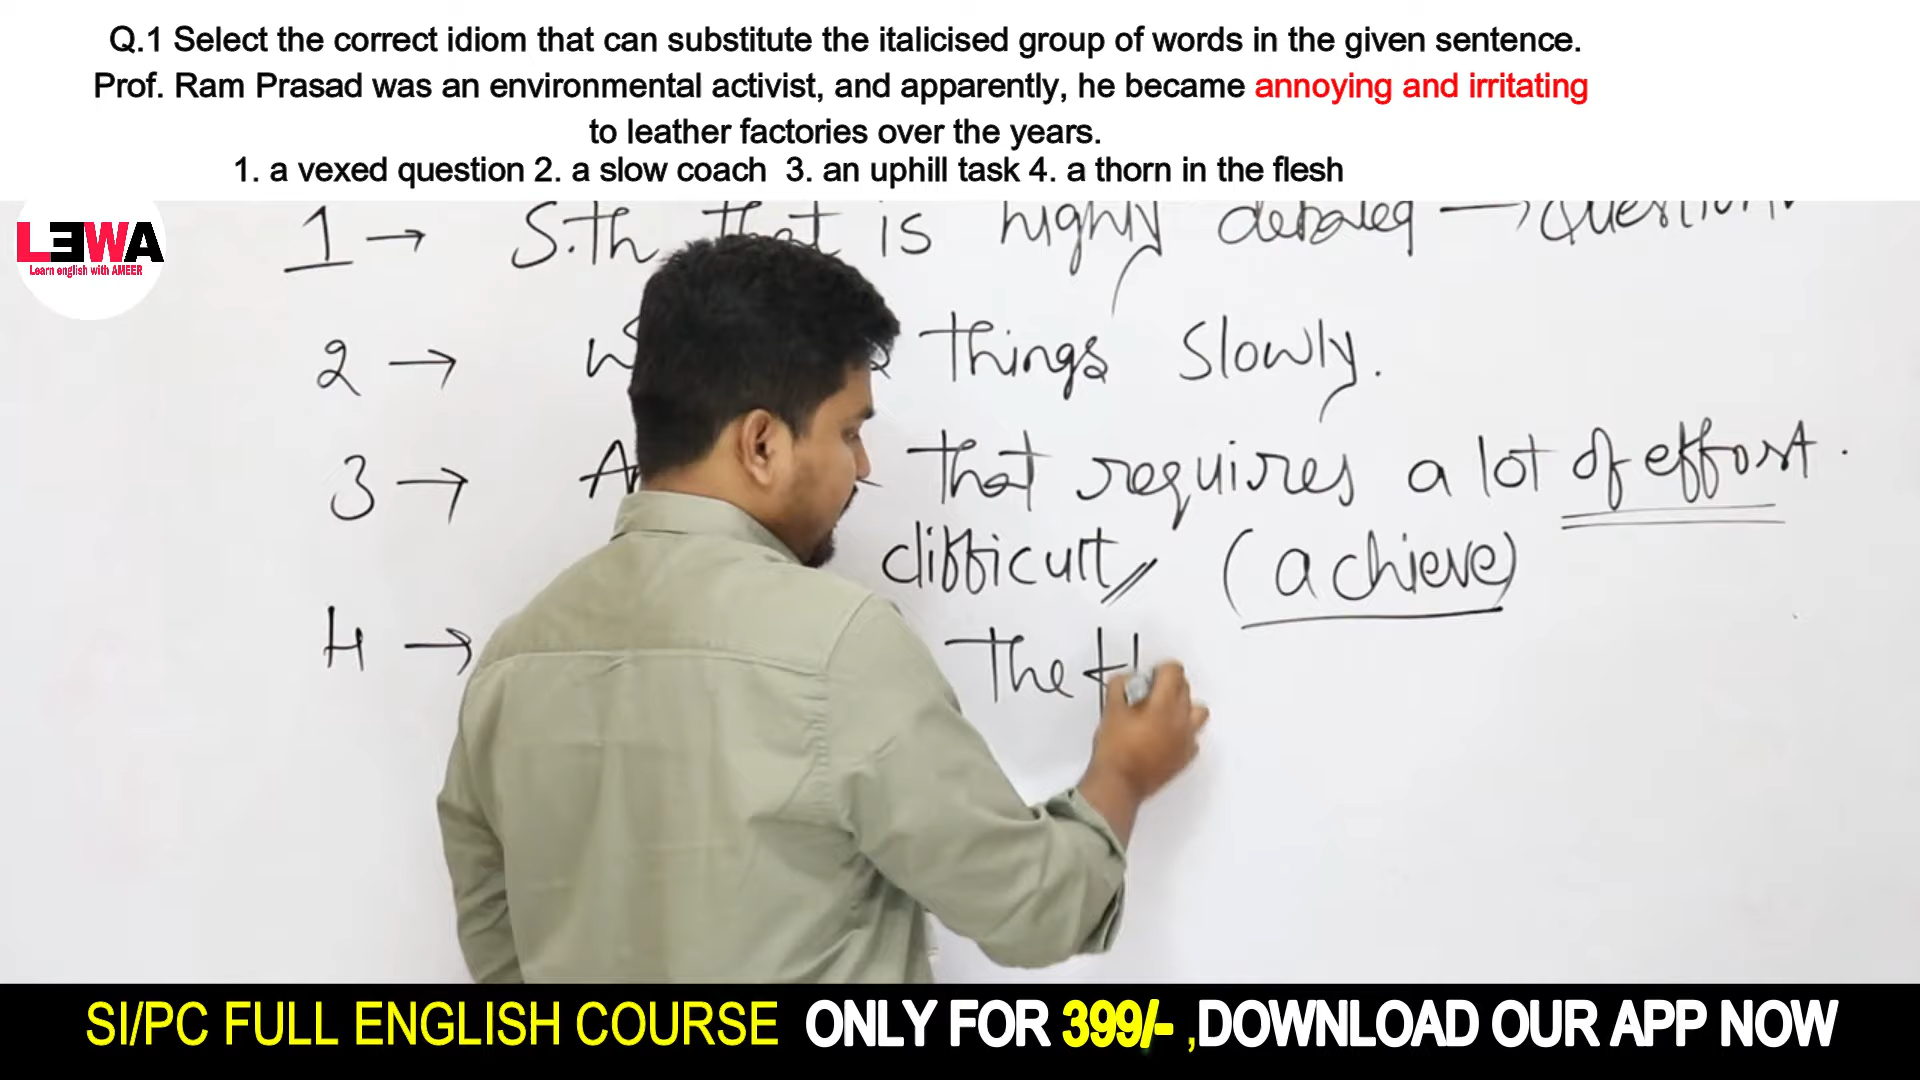 Q.1 Select the correct idiom that can substitute the italicised group of words in the given sentence.
Prof. Ram Prasad was an environmental activist, and apparently, he became annoying and irritating
to leather factories over the years.
1. a vexed question 2. a slow coach 3. an uphill task 4. a thorn in the flesh
LEWA
Learn english with AMEER
1 → S.th that is highly debated → Question
2 → things slowly.
3 → that requires a lot of effort.
difficult (achieve)
4 → The
SI/PC FULL ENGLISH COURSE ONLY FOR 399/- ,DOWNLOAD OUR APP NOW